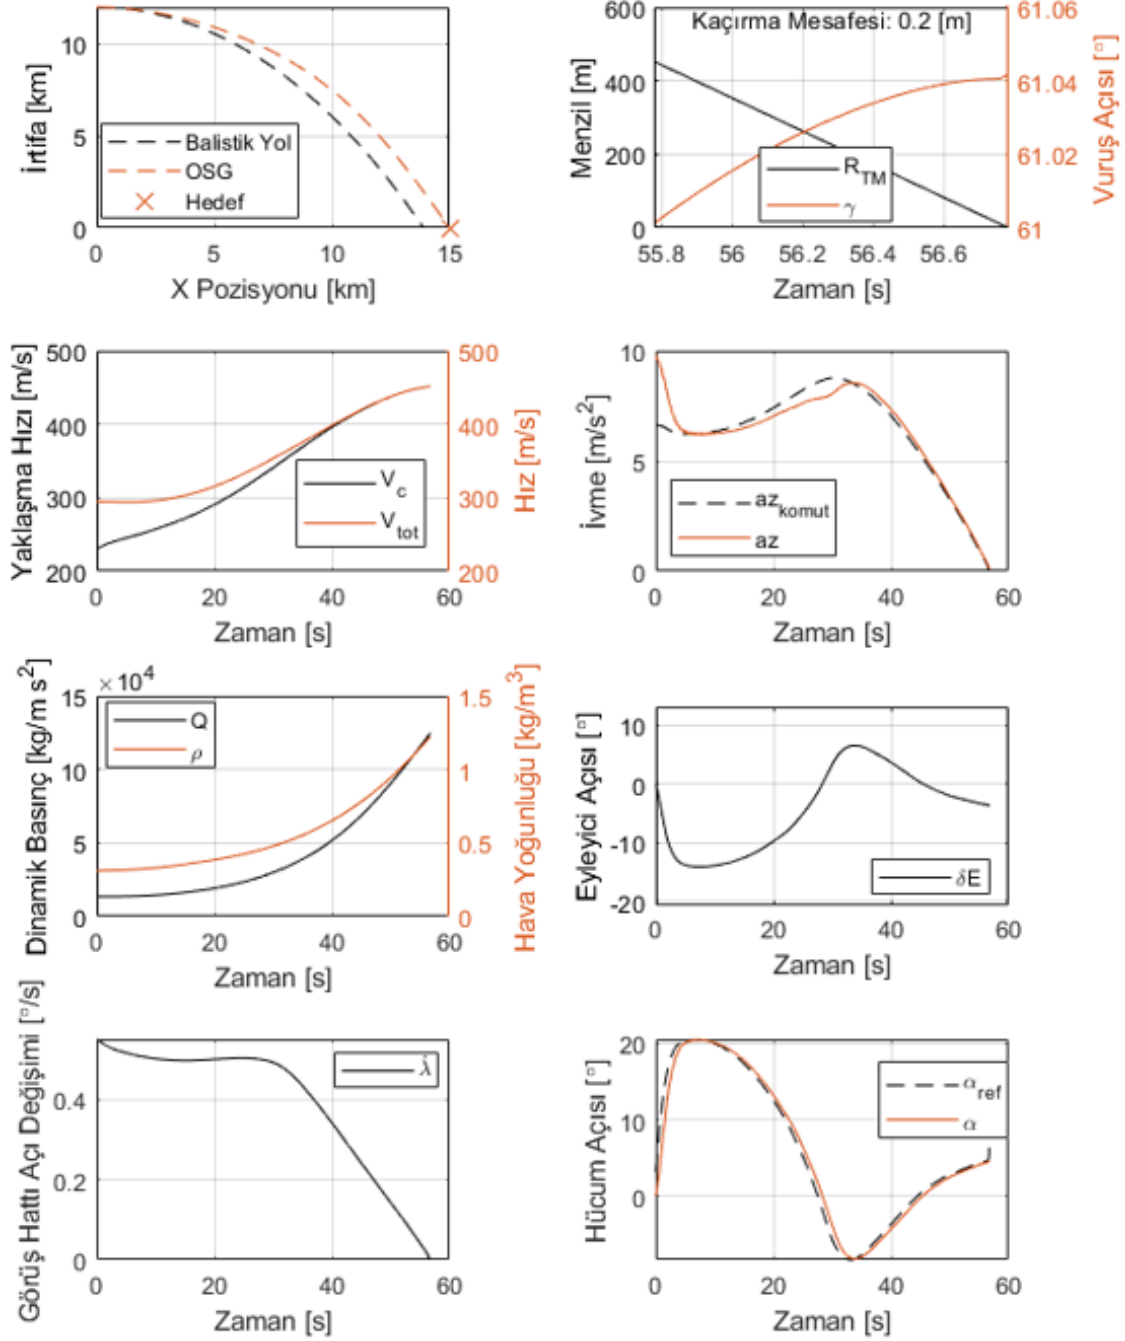 İrtifa [km]
10
5
0
Balistik Yol
OSG
Hedef
0 5 10 15
X Pozisyonu [km]
Kaçırma Mesafesi: 0.2 [m]
Menzil [m]
600
400
200
0
R_TM
γ
61.06
61.04
61.02
61
Vuruş Açısı [°]
55.8 56 56.2 56.4 56.6
Zaman [s]
Yaklaşma Hızı [m/s]
500
400
300
200
V_c
V_tot
500
400
300
200
Hız [m/s]
0 20 40 60
Zaman [s]
İvme [m/s²]
10
5
0
az_komut
az
0 20 40 60
Zaman [s]
Dinamik Basınç [kg/m s²]
× 10⁴
15
10
5
0
Q
ρ
1.5
1
0.5
0
Hava Yoğunluğu [kg/m³]
0 20 40 60
Zaman [s]
Eyleyici Açısı [°]
10
0
-10
-20
δE
0 20 40 60
Zaman [s]
Görüş Hattı Açı Değişimi [°/s]
0.4
0.2
0
λ̇
0 20 40 60
Zaman [s]
Hücum Açısı [°]
20
10
0
α_ref
α
0 20 40 60
Zaman [s]